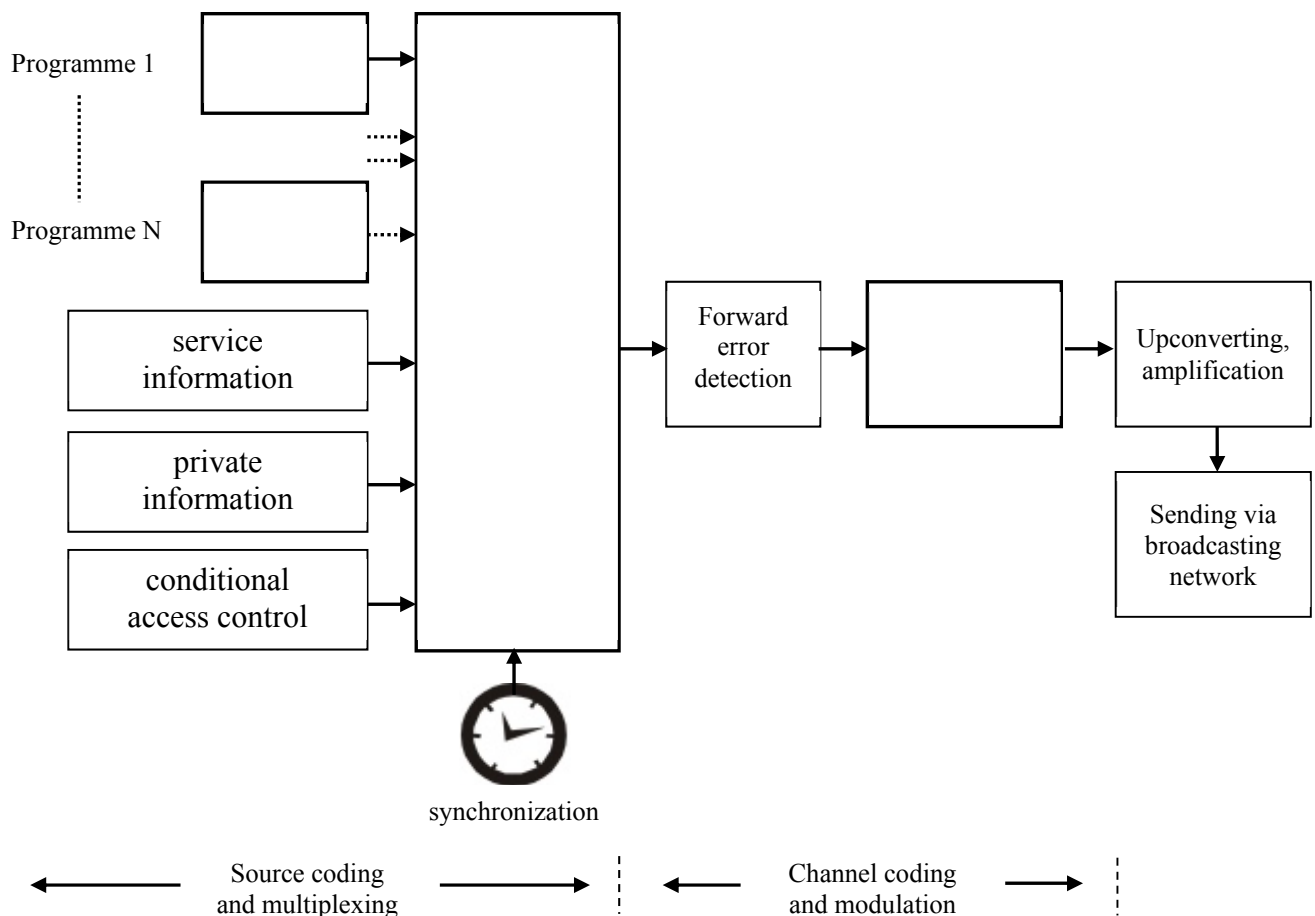 Programme 1
Programme N
service
information
private
information
conditional
access control
Forward
error
detection
Upconverting,
amplification
Sending via
broadcasting
network
synchronization
Source coding
and multiplexing
Channel coding
and modulation